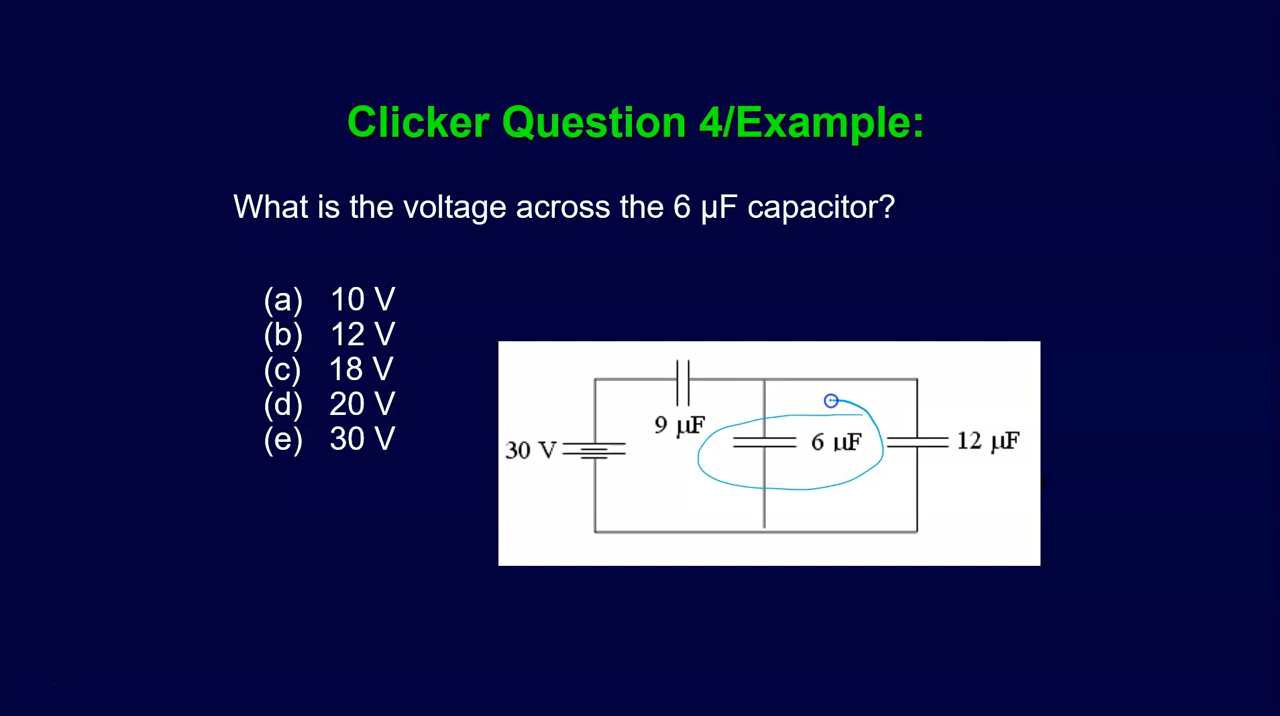 Clicker Question 4/Example:
What is the voltage across the 6 μF capacitor?
(a) 10 V
(b) 12 V
(c) 18 V
(d) 20 V
(e) 30 V
9 μF
30 V
6 μF
12 μF